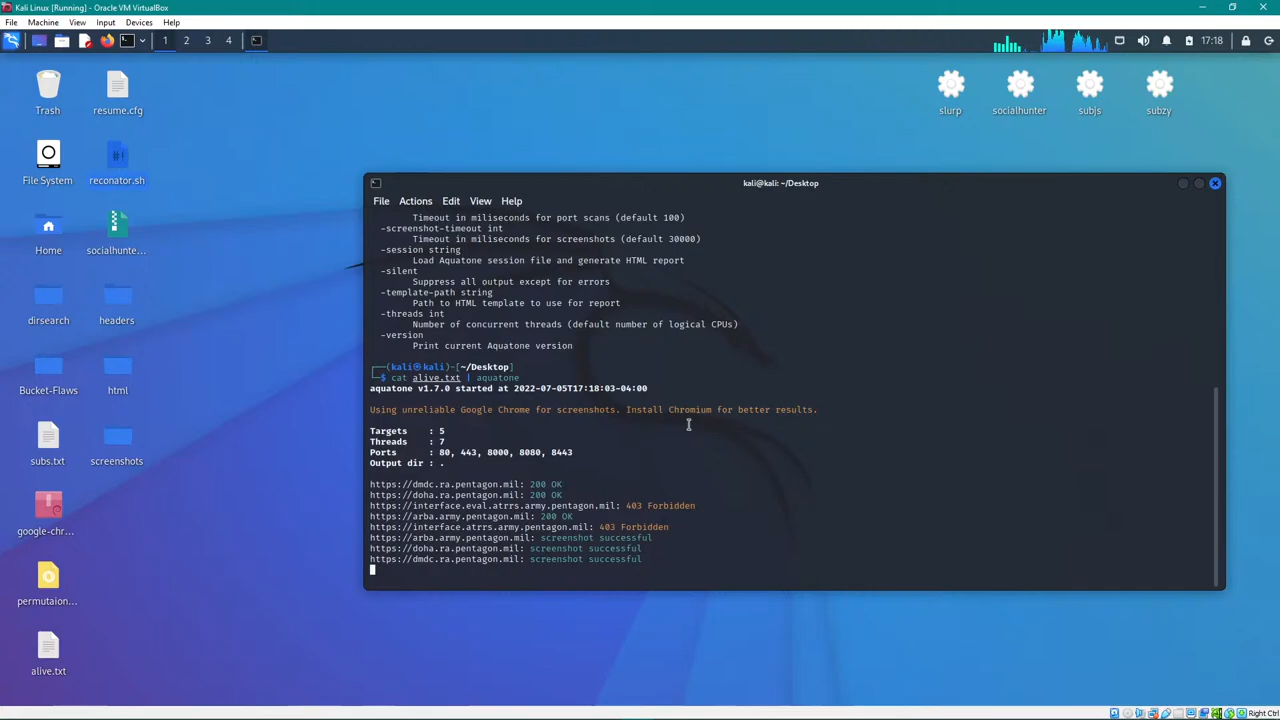 Kali Linux [Running] - Oracle VM VirtualBox
File Machine View Input Devices Help
1 2 3 4
17:18
Trash
resume.cfg
slurp
socialhunter
subjs
subzy
File System
reconator.sh
Home
socialhunte...
dirsearch
headers
Bucket-Flaws
html
subs.txt
screenshots
google-chr...
permutaion...
alive.txt
kali@kali: ~/Desktop
File Actions Edit View Help
Timeout in miliseconds for port scans (default 100)
-screenshot-timeout int
Timeout in miliseconds for screenshots (default 30000)
-session string
Load Aquatone session file and generate HTML report
-silent
Suppress all output except for errors
-template-path string
Path to HTML template to use for report
-threads int
Number of concurrent threads (default number of logical CPUs)
-version
Print current Aquatone version
┌──(kali㉿kali)-[~/Desktop]
└─$ cat alive.txt | aquatone
aquatone v1.7.0 started at 2022-07-05T17:18:03-04:00
Using unreliable Google Chrome for screenshots. Install Chromium for better results.
Targets : 5
Threads : 7
Ports : 80, 443, 8000, 8080, 8443
Output dir : .
https://dmdc.ra.pentagon.mil: 200 OK
https://doha.ra.pentagon.mil: 200 OK
https://interface.eval.atrrs.army.pentagon.mil: 403 Forbidden
https://arba.army.pentagon.mil: 200 OK
https://interface.atrrs.army.pentagon.mil: 403 Forbidden
https://arba.army.pentagon.mil: screenshot successful
https://doha.ra.pentagon.mil: screenshot successful
https://dmdc.ra.pentagon.mil: screenshot successful
Right Ctrl